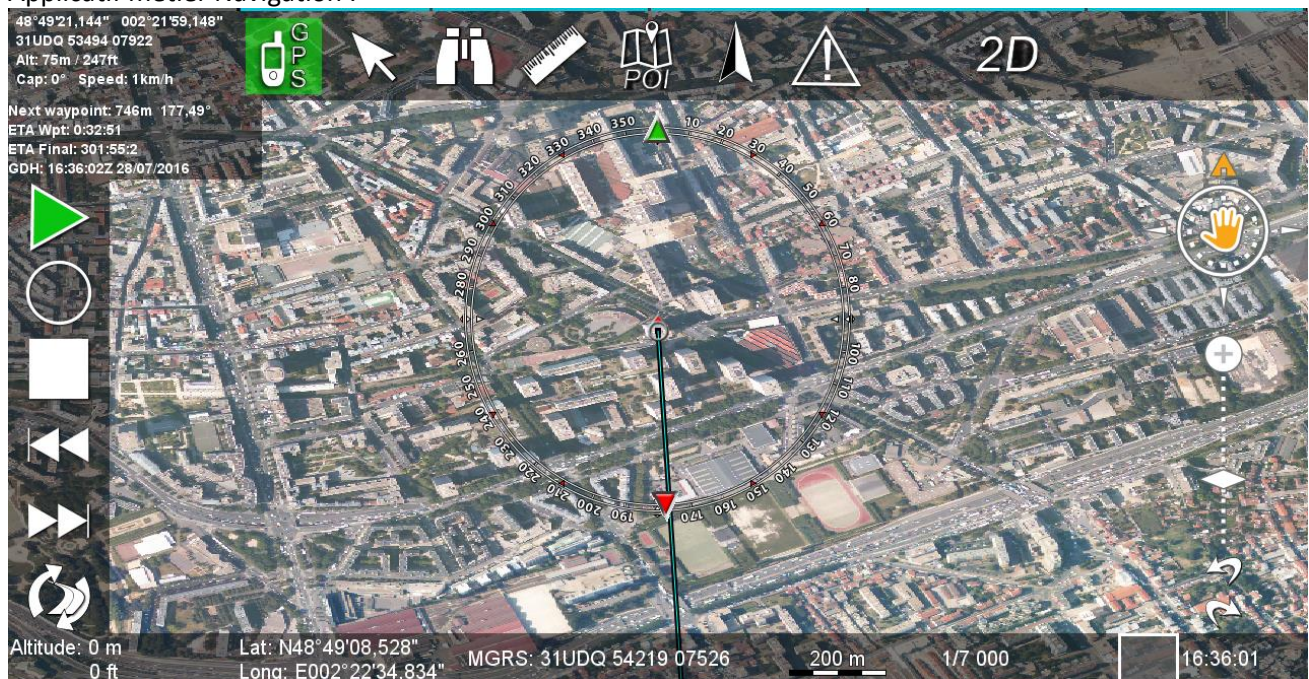 Applicatif métier Navigation :
48°49'21,144" 002°21'59,148"
31UDQ 53494 07922
Alt: 75m / 247ft
Cap: 0° Speed: 1km/h
Next waypoint: 746m 177,49°
ETA Wpt: 0:32:51
ETA Final: 301:55:2
GDH: 16:36:02Z 28/07/2016
GPS
POI
2D
10
20
30
40
50
60
70
80
100
110
120
130
140
150
160
170
190
200
210
220
230
240
250
260
280
290
300
310
320
330
340
350
Altitude: 0 m
0 ft
Lat: N48°49'08,528"
Long: E002°22'34,834"
MGRS: 31UDQ 54219 07526
200 m
1/7 000
16:36:01